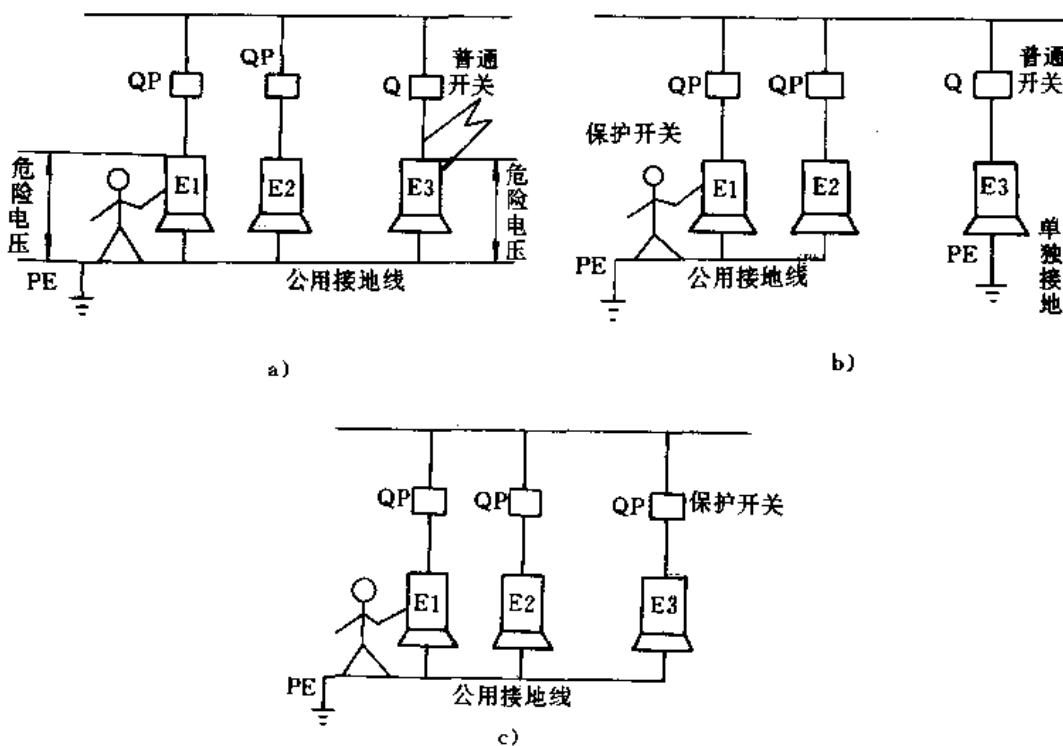 QP
QP
普通
开关
Q
危险电压
E1
E2
E3
危险电压
PE
公用接地线
a)
QP
QP
普通
开关
Q
保护开关
E1
E2
E3
PE
公用接地线
PE
单独接地
b)
QP
QP
QP
保护开关
E1
E2
E3
PE
公用接地线
c)